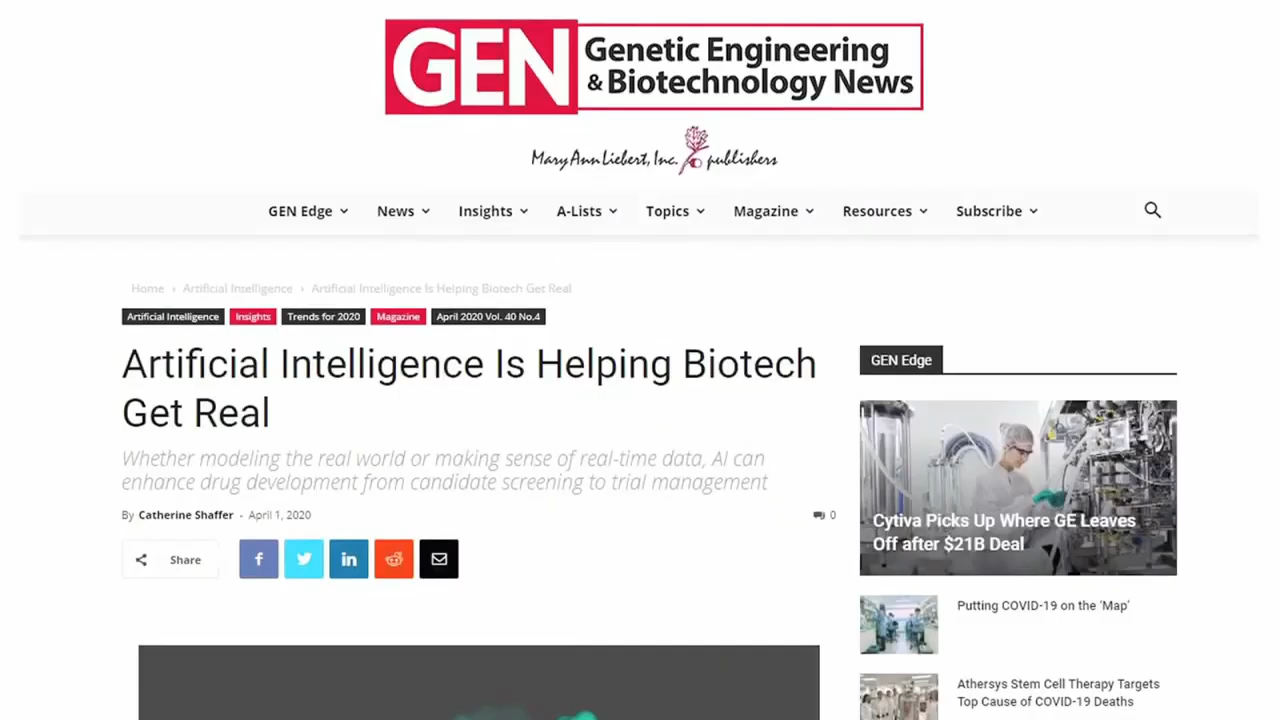 GEN Genetic Engineering
& Biotechnology News
Mary Ann Liebert, Inc. publishers
GEN Edge News Insights A-Lists Topics Magazine Resources Subscribe
Home › Artificial Intelligence › Artificial Intelligence Is Helping Biotech Get Real
Artificial Intelligence Insights Trends for 2020 Magazine April 2020 Vol. 40 No.4
Artificial Intelligence Is Helping Biotech
Get Real
Whether modeling the real world or making sense of real-time data, AI can
enhance drug development from candidate screening to trial management
By Catherine Shaffer - April 1, 2020 0
Share
GEN Edge
Cytiva Picks Up Where GE Leaves
Off after $21B Deal
Putting COVID-19 on the ‘Map’
Athersys Stem Cell Therapy Targets
Top Cause of COVID-19 Deaths